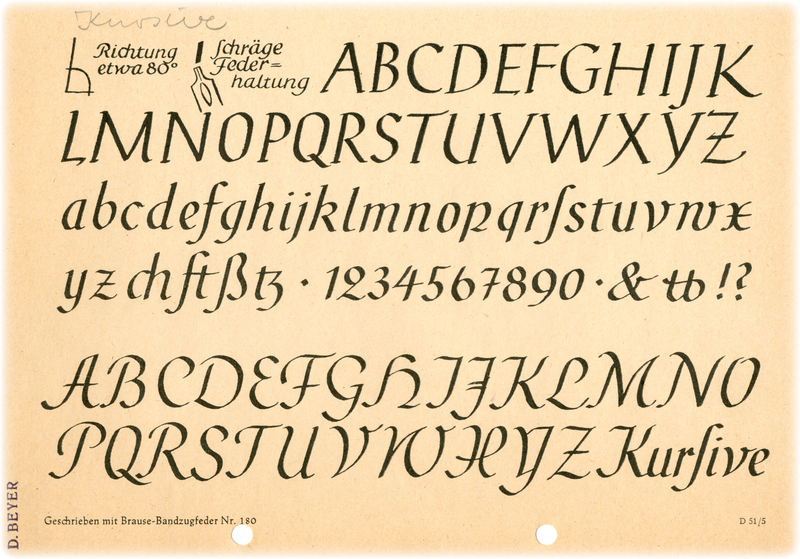 Kursive
Richtung
etwa 80°
Schräge
Feder=
haltung
ABCDEFGHIJK
LMNOPQRSTUVWXYZ
abcdefghijklmnopqrſstuvwx
yz ch ft ß tz · 1234567890 · & tt !?
ABCDEFGHIJKLMNO
PQRSTUVWXYZ Kurſive
Geschrieben mit Brause-Bandzugfeder Nr. 180
D 51/5
D. BEYER